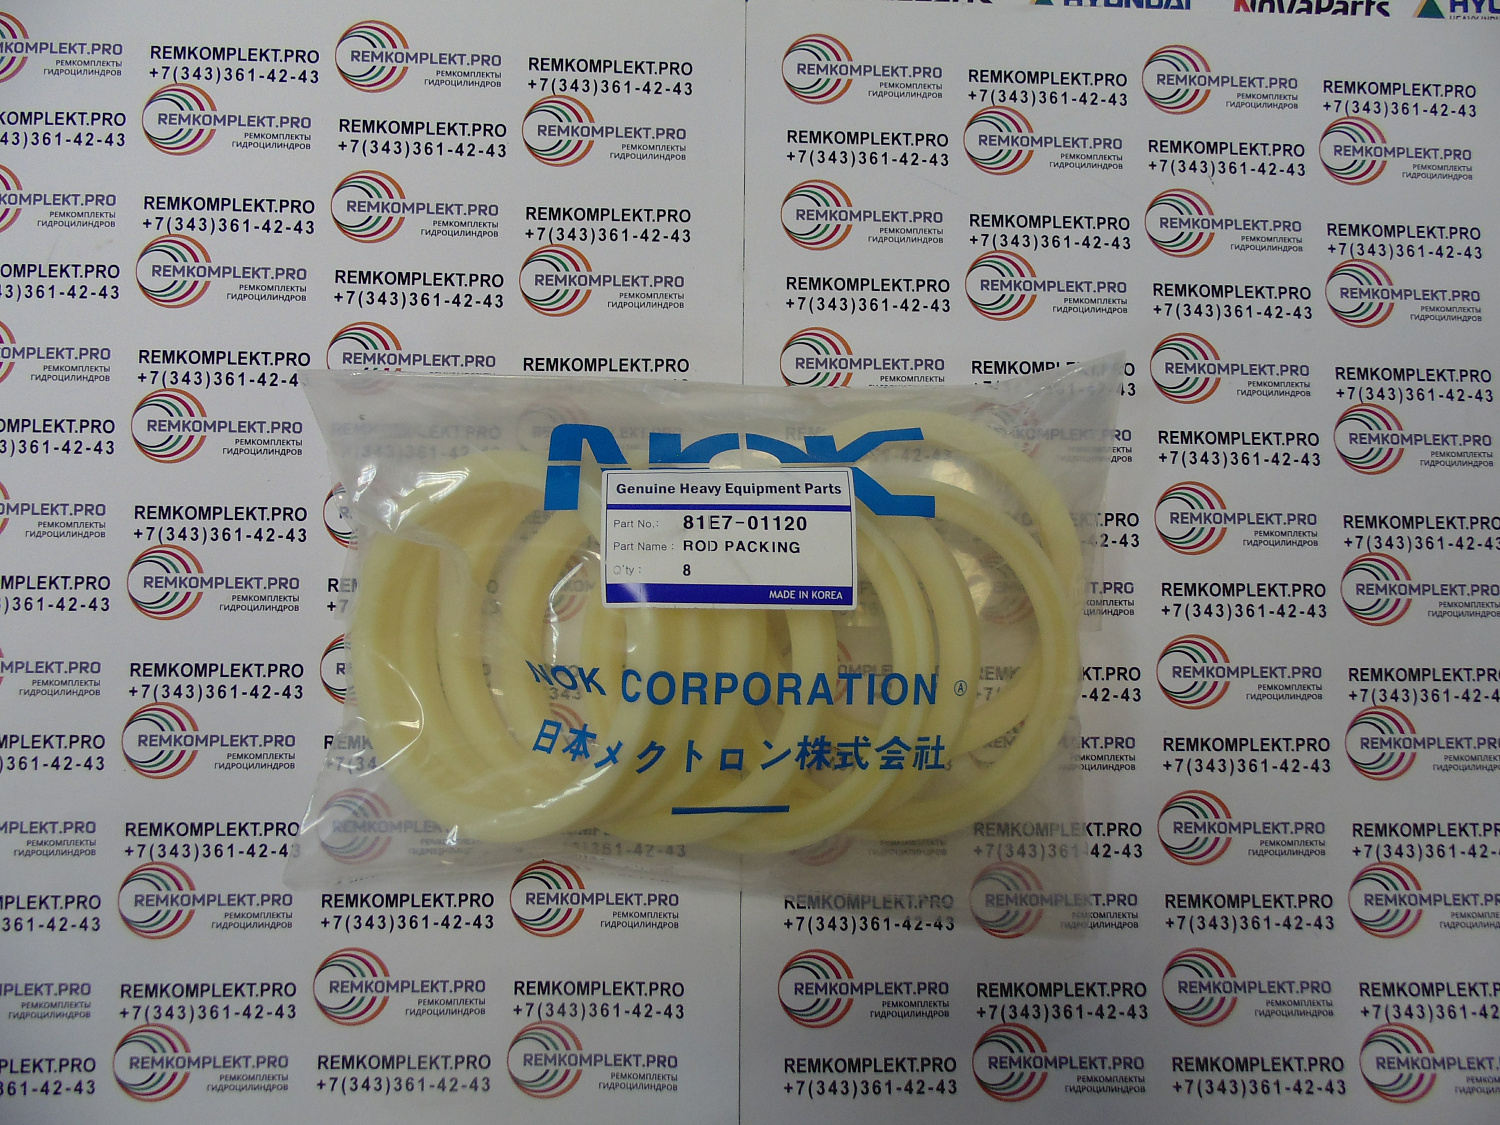 HYUNDAI
NovaParts
REMKOMPLEKT.PRO
+7(343)361-42-43
REMKOMPLEKT.PRO
РЕМКОМПЛЕКТЫ
ГИДРОЦИЛИНДРОВ
NOK
Genuine Heavy Equipment Parts
Part No.: 81E7-01120
Part Name : ROD PACKING
Q'ty : 8
MADE IN KOREA
NOK CORPORATION Ⓐ
日本メクトロン株式会社